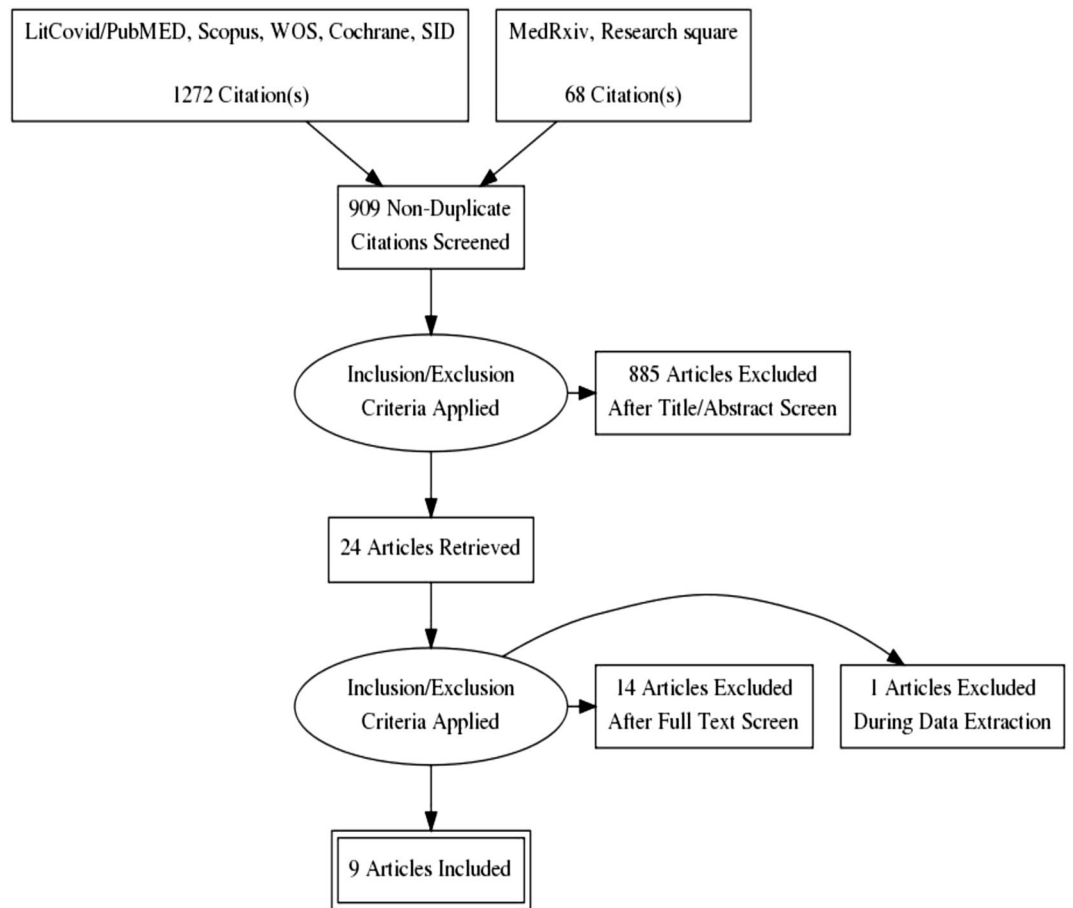 LitCovid/PubMED, Scopus, WOS, Cochrane, SID
1272 Citation(s)
MedRxiv, Research square
68 Citation(s)
909 Non-Duplicate
Citations Screened
Inclusion/Exclusion
Criteria Applied
885 Articles Excluded
After Title/Abstract Screen
24 Articles Retrieved
Inclusion/Exclusion
Criteria Applied
14 Articles Excluded
After Full Text Screen
1 Articles Excluded
During Data Extraction
9 Articles Included